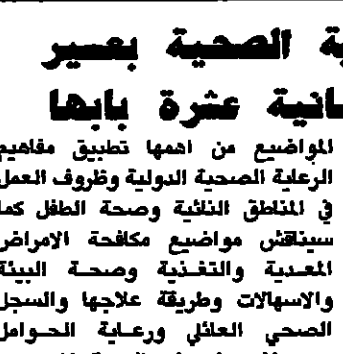 ية الصحية بعسير
انية عشرة بابها
المواضيع من اهمها تطبيق مفاهيم
الرعاية الصحية الدولية وظروف العمل
في المناطق النائية وصحة الطفل كما
سيناقش مواضيع مكافحة الامراض
المعدية والتغذية وصحة البيئة
والاسهالات وطريقة علاجها والسجل
الصحي العائلي ورعاية الحوامل